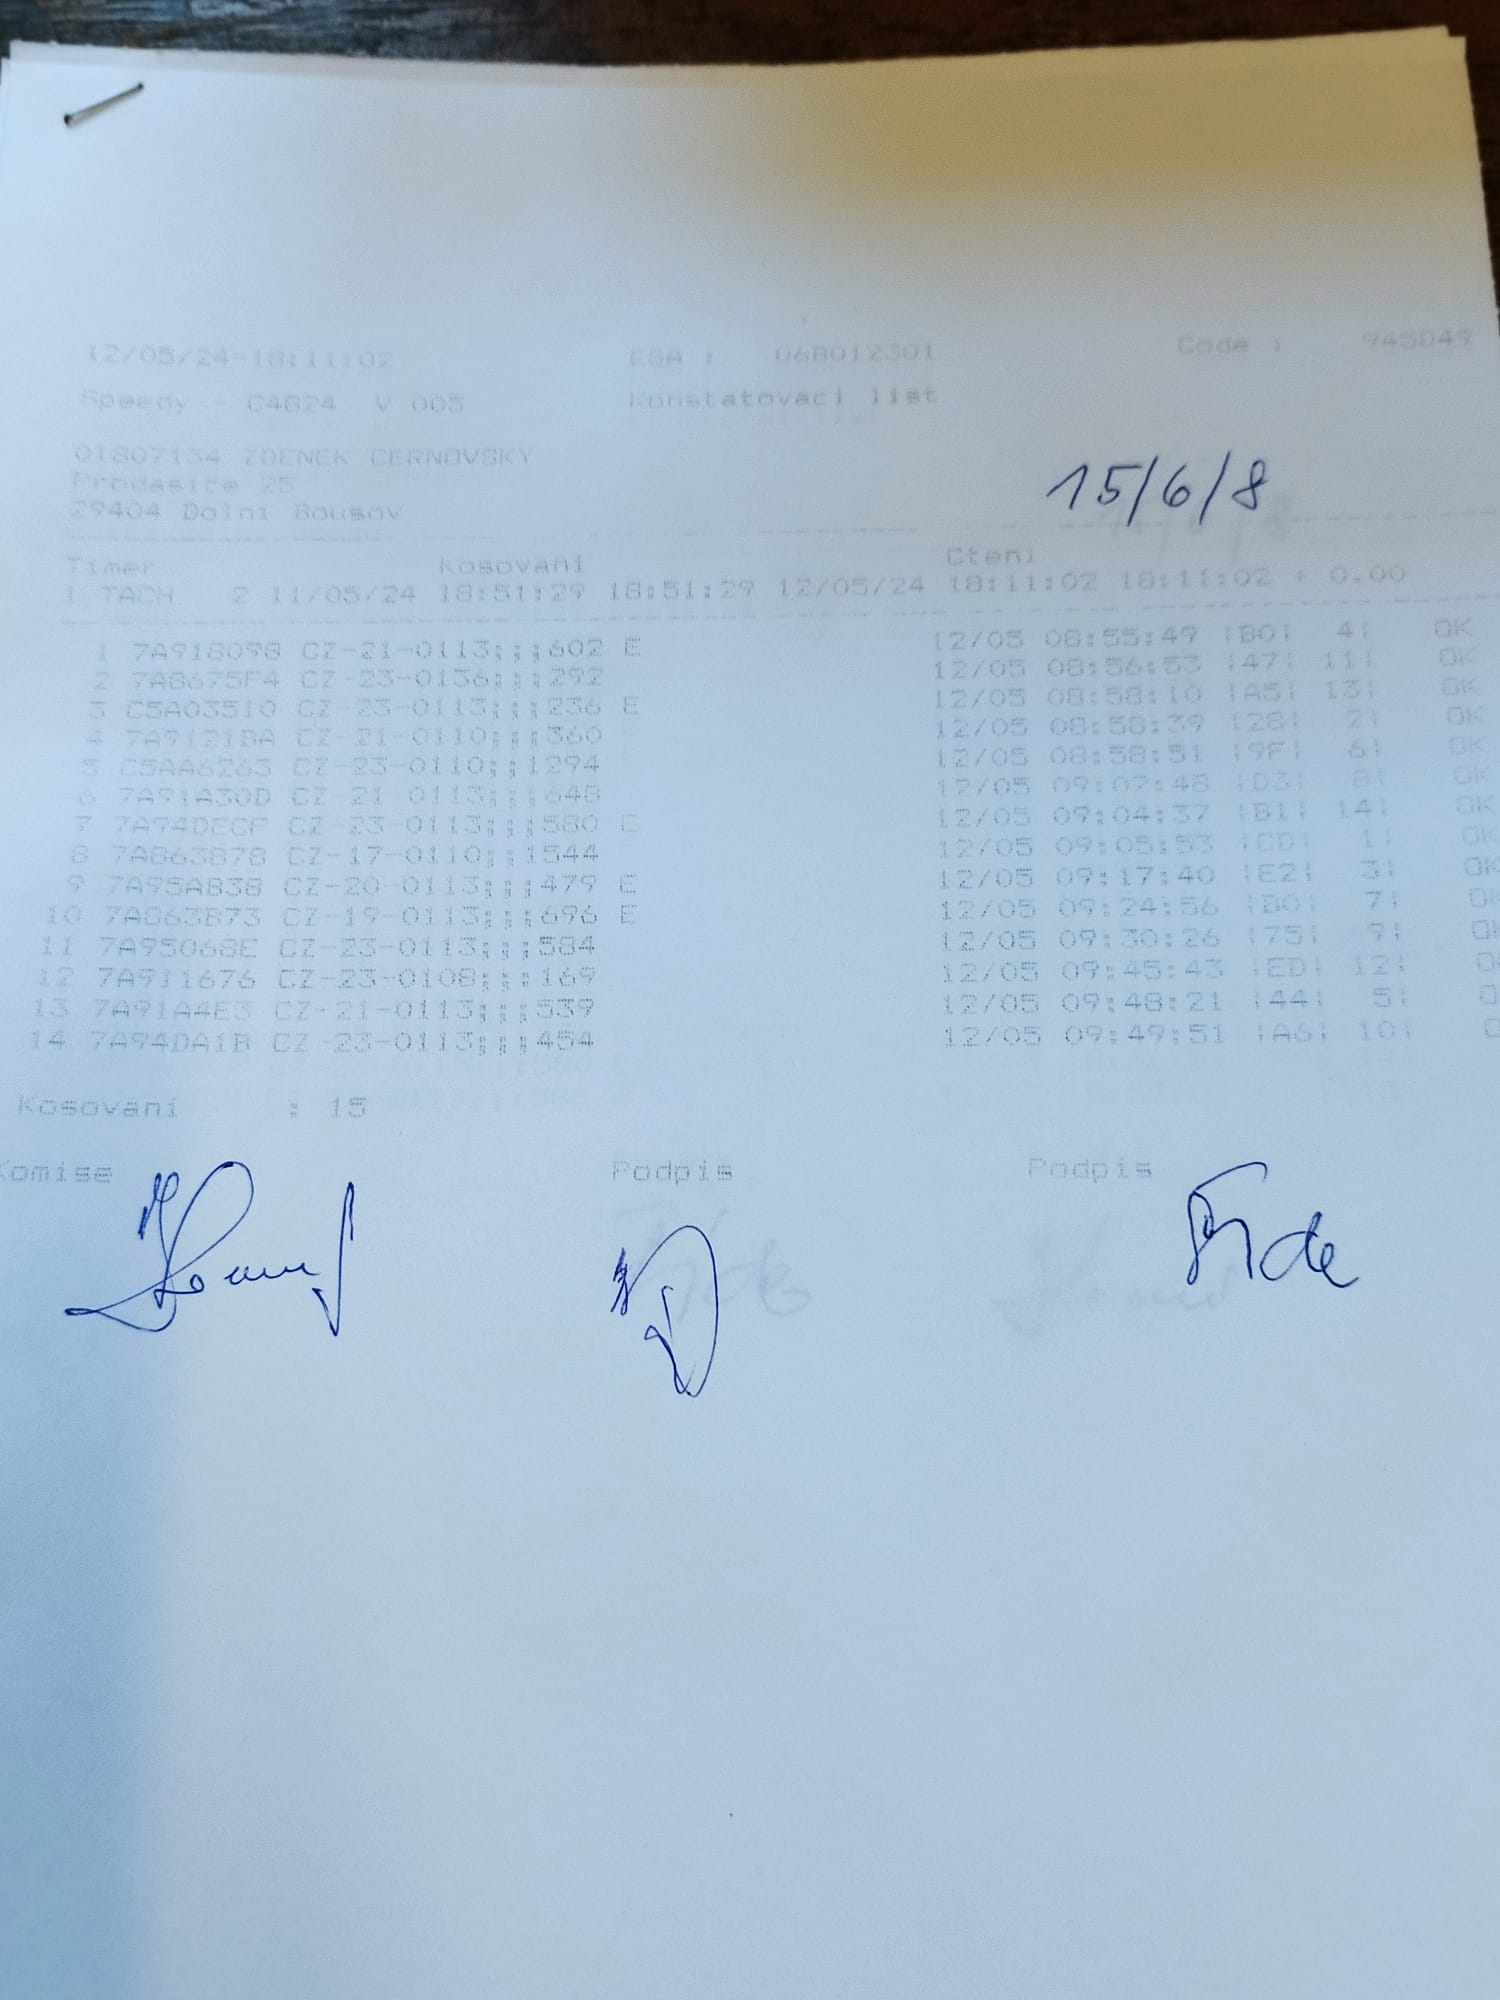 12/05/24-18:11:02 ESA : 06B012301 Code : 945D49
Speedy - C4824 V 005 Konstatovaci list
01807134 ZDENEK CERNOVSKY
Prodasice 25
29404 Dolni Bousov
15/6/8
Timer Kosovani Cteni
1 TACH 2 11/05/24 18:51:29 18:51:29 12/05/24 18:11:02 18:11:02 + 0.00
1 7A918098 CZ-21-0113;;;602 E 12/05 08:55:49 |B0| 4| OK
2 7A8675F4 CZ-23-0136;;;292 12/05 08:56:53 |47| 11| OK
3 C5A03510 CZ-23-0113;;;236 E 12/05 08:58:10 |A5| 13| OK
4 7A9121BA CZ-21-0110;;;360 12/05 08:58:39 |28| 2| OK
5 C5AA6263 CZ-23-0110;;1294 12/05 08:58:51 |9F| 6| OK
6 7A91A30D CZ-21-0113;;;648 12/05 09:02:48 |D3| 8| OK
7 7A94DECF CZ-23-0113;;;580 E 12/05 09:04:37 |B1| 14| OK
8 7A863878 CZ-17-0110;;1544 12/05 09:05:53 |CD| 1| OK
9 7A95AB38 CZ-20-0113;;;479 E 12/05 09:17:40 |E2| 3| OK
10 7A863B73 CZ-19-0113;;;696 E 12/05 09:24:56 |B0| 7| OK
11 7A95068E CZ-23-0113;;;584 12/05 09:30:26 |75| 9| OK
12 7A911676 CZ-23-0108;;;169 12/05 09:45:43 |ED| 12| O
13 7A91A4E3 CZ-21-0113;;;539 12/05 09:48:21 |44| 5| O
14 7A94DA1B CZ-23-0113;;;454 12/05 09:49:51 |A6| 10| O
Kosovani : 15
Komise Podpis Podpis